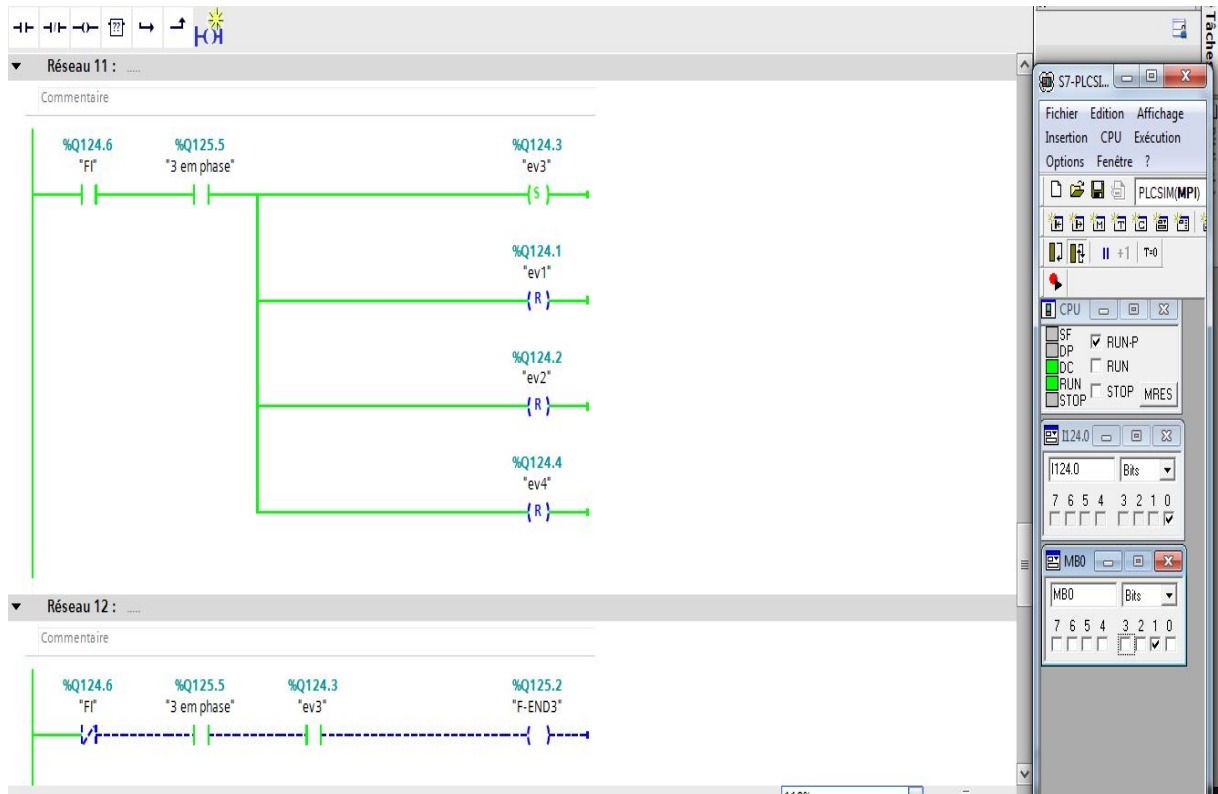 ??
Réseau 11 : .....
Commentaire
%Q124.6 %Q125.5 %Q124.3
"FI" "3 em phase" "ev3"
S
%Q124.1
"ev1"
R
%Q124.2
"ev2"
R
%Q124.4
"ev4"
R
Réseau 12 : .....
Commentaire
%Q124.6 %Q125.5 %Q124.3 %Q125.2
"FI" "3 em phase" "ev3" "F-END3"
Tâches
S7-PLCSI...
Fichier Edition Affichage
Insertion CPU Exécution
Options Fenêtre ?
PLCSIM(MPI)
M T C
+1 T=0
CPU
SF
DP
DC
RUN
STOP
RUN-P
RUN
STOP MRES
I124.0
I124.0 Bits
7 6 5 4 3 2 1 0
MB0
MB0 Bits
7 6 5 4 3 2 1 0